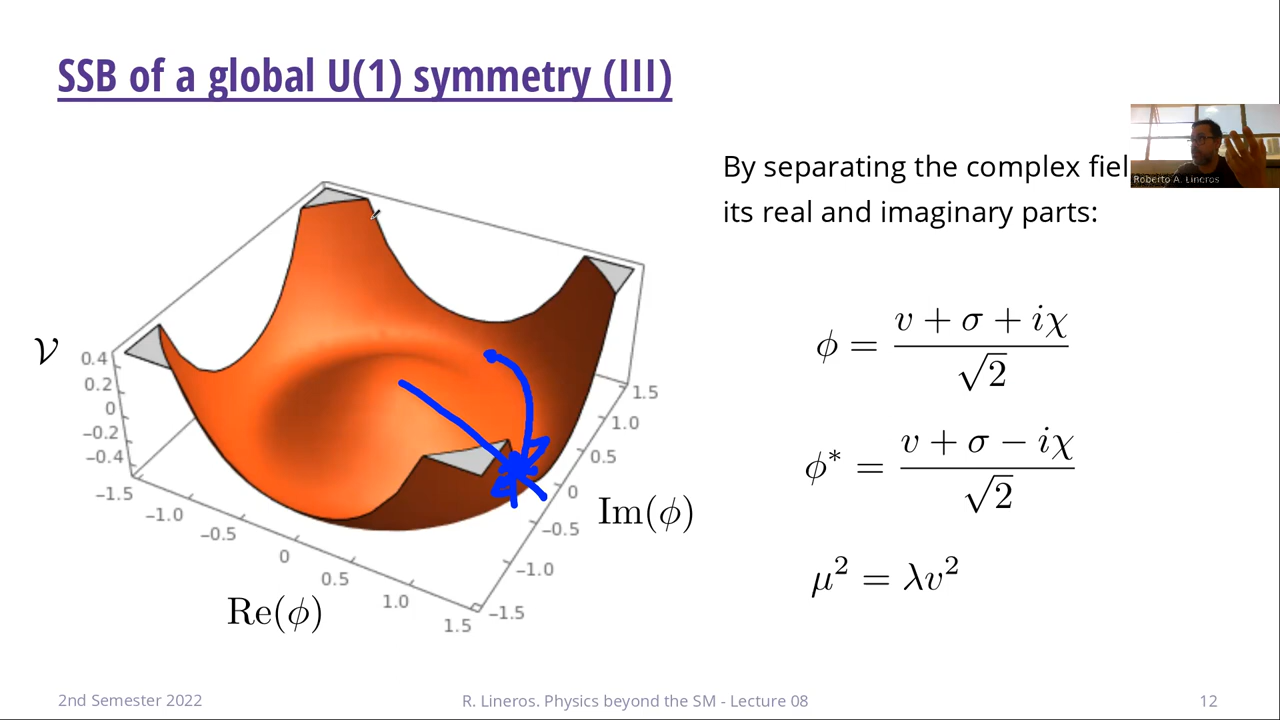 SSB of a global U(1) symmetry (III)
By separating the complex fiel
its real and imaginary parts:
Roberto A. Lineros
ϕ = (v + σ + iχ)/√2
ϕ* = (v + σ − iχ)/√2
μ² = λv²
𝒱
0.4
0.2
0
−0.2
−0.4
−1.5
−1.0
−0.5
0
0.5
1.0
1.5
Re(ϕ)
1.5
1.0
0.5
0
−0.5
−1.0
−1.5
Im(ϕ)
2nd Semester 2022
R. Lineros. Physics beyond the SM - Lecture 08
12